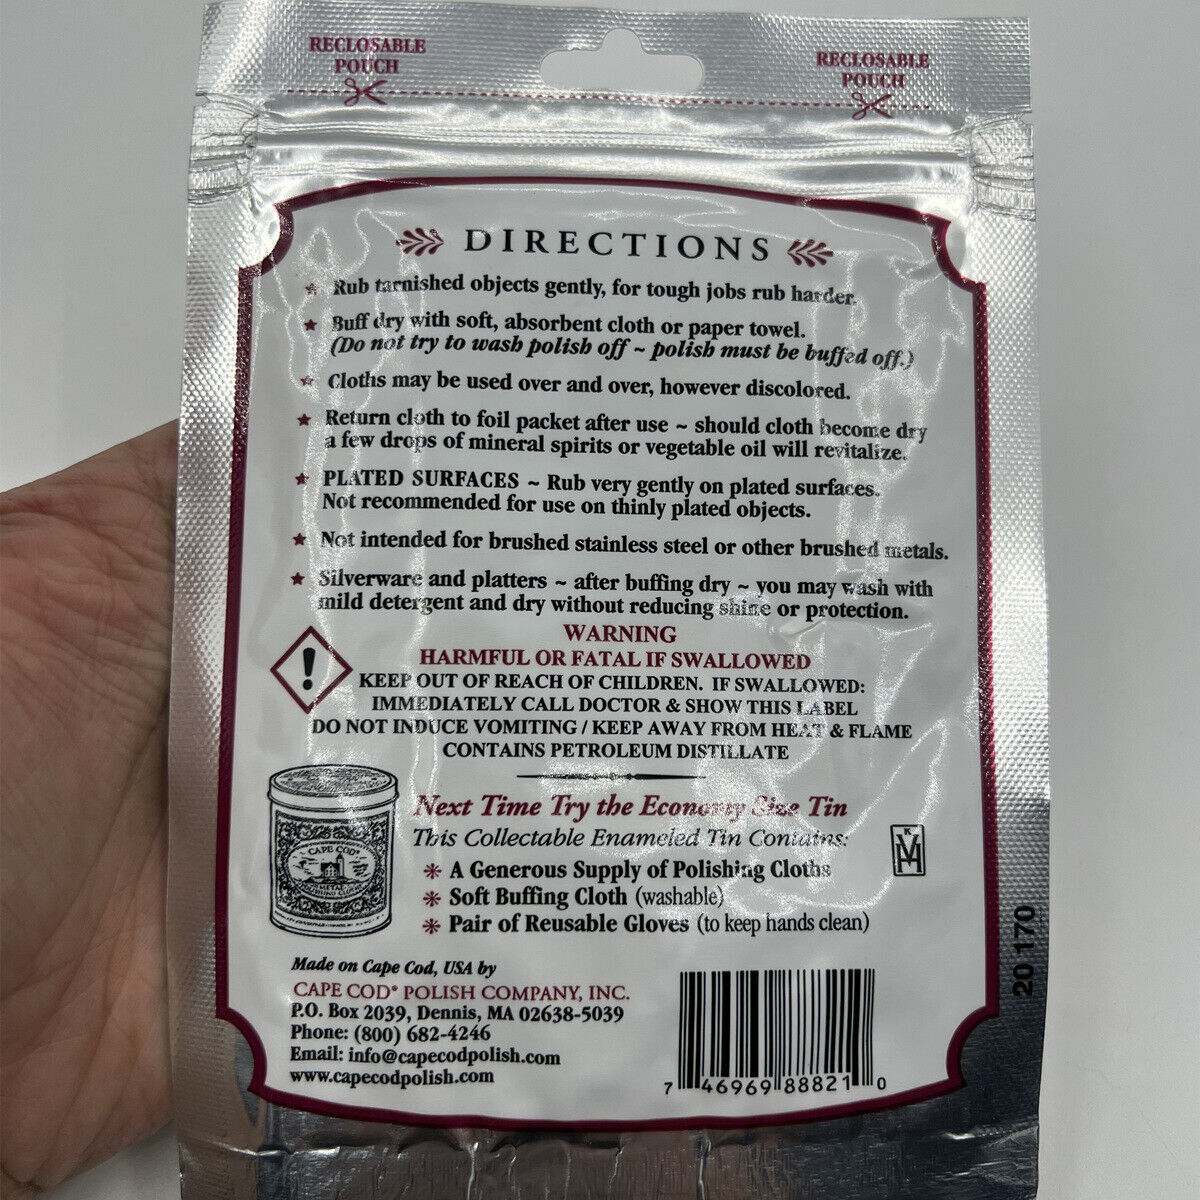 RECLOSABLE
POUCH
RECLOSABLE
POUCH
DIRECTIONS
Rub tarnished objects gently, for tough jobs rub harder.
Buff dry with soft, absorbent cloth or paper towel.
(Do not try to wash polish off ~ polish must be buffed off.)
Cloths may be used over and over, however discolored.
Return cloth to foil packet after use ~ should cloth become dry
a few drops of mineral spirits or vegetable oil will revitalize.
PLATED SURFACES ~ Rub very gently on plated surfaces.
Not recommended for use on thinly plated objects.
Not intended for brushed stainless steel or other brushed metals.
Silverware and platters ~ after buffing dry ~ you may wash with
mild detergent and dry without reducing shine or protection.
WARNING
HARMFUL OR FATAL IF SWALLOWED
KEEP OUT OF REACH OF CHILDREN. IF SWALLOWED:
IMMEDIATELY CALL DOCTOR & SHOW THIS LABEL
DO NOT INDUCE VOMITING / KEEP AWAY FROM HEAT & FLAME
CONTAINS PETROLEUM DISTILLATE
Next Time Try the Economy Size Tin
This Collectable Enameled Tin Contains:
A Generous Supply of Polishing Cloths
Soft Buffing Cloth (washable)
Pair of Reusable Gloves (to keep hands clean)
CAPE COD®
METAL
POLISHING CLOTHS
KVH
Made on Cape Cod, USA by
CAPE COD® POLISH COMPANY, INC.
P.O. Box 2039, Dennis, MA 02638-5039
Phone: (800) 682-4246
Email: info@capecodpolish.com
www.capecodpolish.com
7 46969 88821 0
20 170